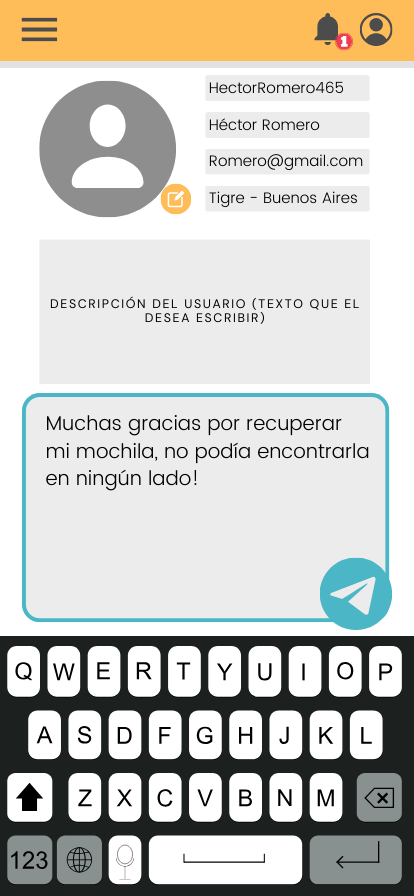 1
HectorRomero465
Héctor Romero
Romero@gmail.com
Tigre - Buenos Aires
DESCRIPCIÓN DEL USUARIO (TEXTO QUE EL
DESEA ESCRIBIR)
Muchas gracias por recuperar
mi mochila, no podía encontrarla
en ningún lado!
Q W E R T Y U I O P
A S D F G H J K L
Z X C V B N M
123